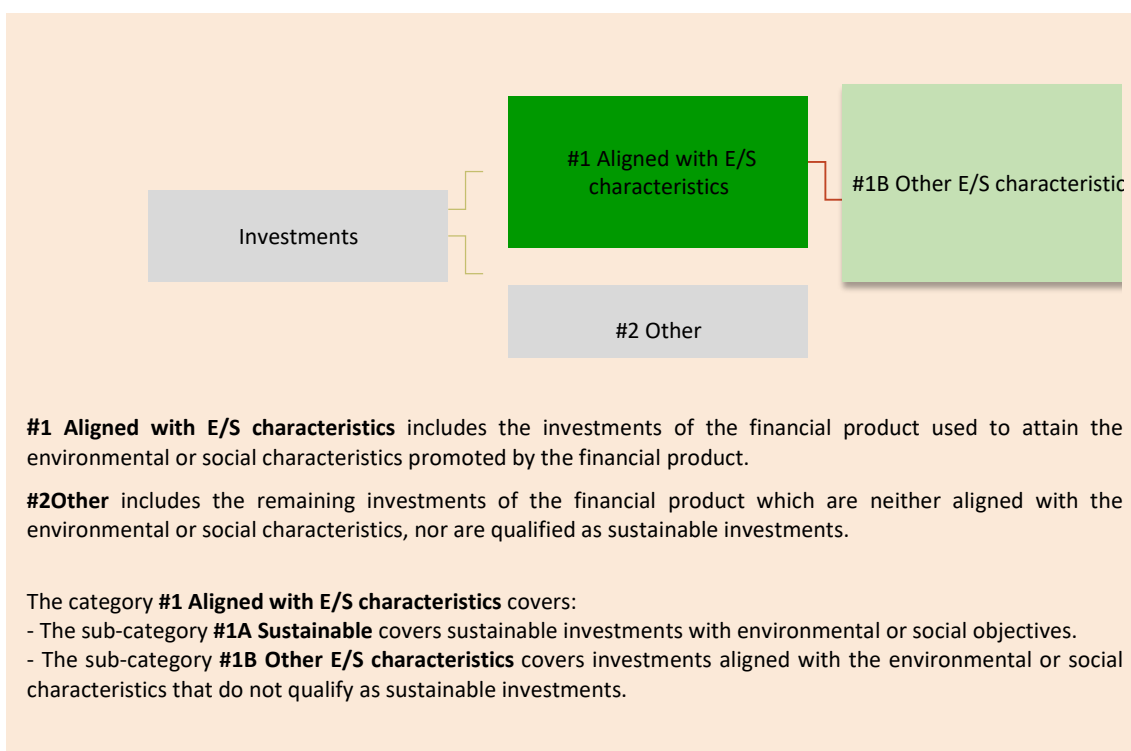 #1 Aligned with E/S
characteristics
#1B Other E/S characteristic
Investments
#2 Other
#1 Aligned with E/S characteristics includes the investments of the financial product used to attain the
environmental or social characteristics promoted by the financial product.
#2Other includes the remaining investments of the financial product which are neither aligned with the
environmental or social characteristics, nor are qualified as sustainable investments.
The category #1 Aligned with E/S characteristics covers:
- The sub-category #1A Sustainable covers sustainable investments with environmental or social objectives.
- The sub-category #1B Other E/S characteristics covers investments aligned with the environmental or social
characteristics that do not qualify as sustainable investments.